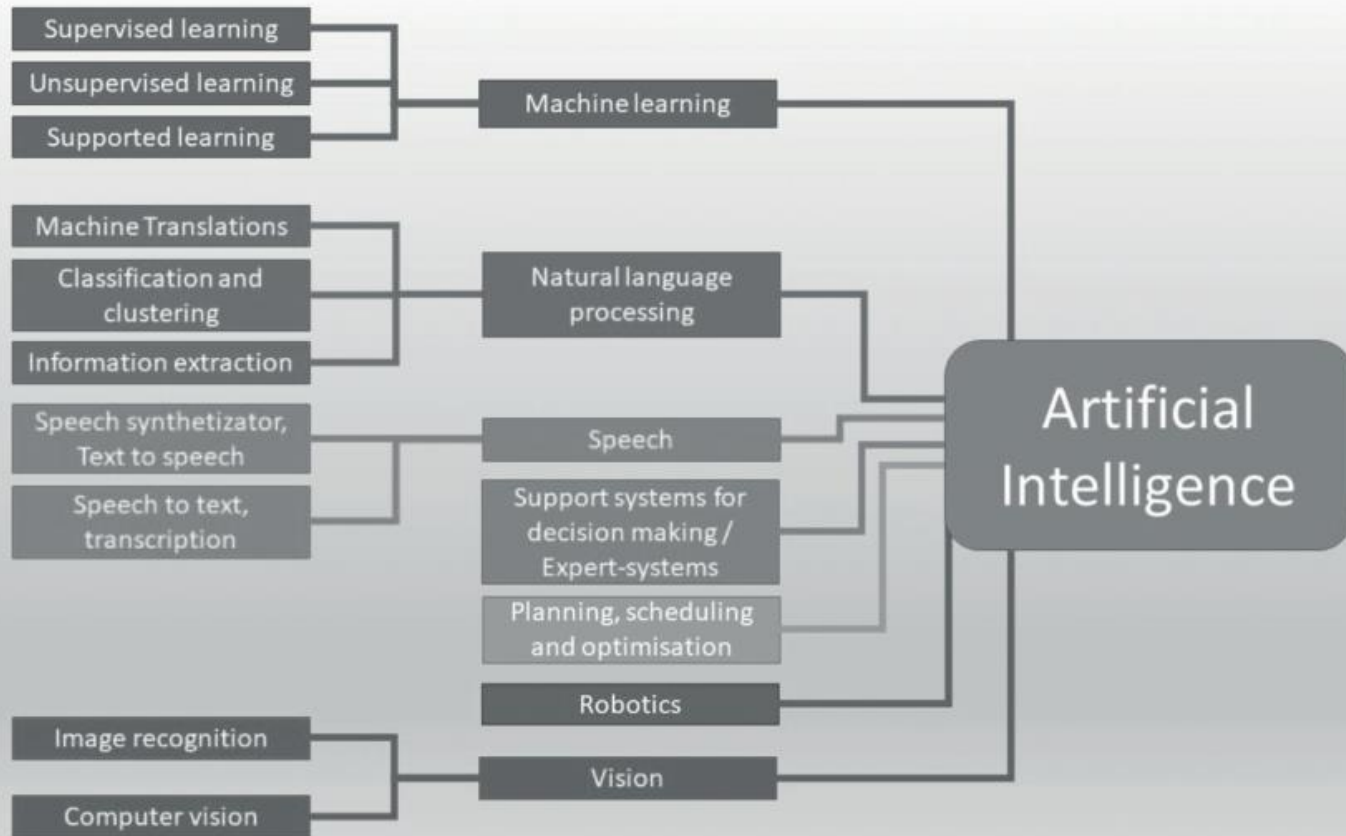 Supervised learning
Unsupervised learning
Supported learning
Machine learning
Machine Translations
Classification and
clustering
Information extraction
Natural language
processing
Speech synthetizator,
Text to speech
Speech to text,
transcription
Speech
Support systems for
decision making /
Expert-systems
Planning, scheduling
and optimisation
Robotics
Image recognition
Computer vision
Vision
Artificial
Intelligence